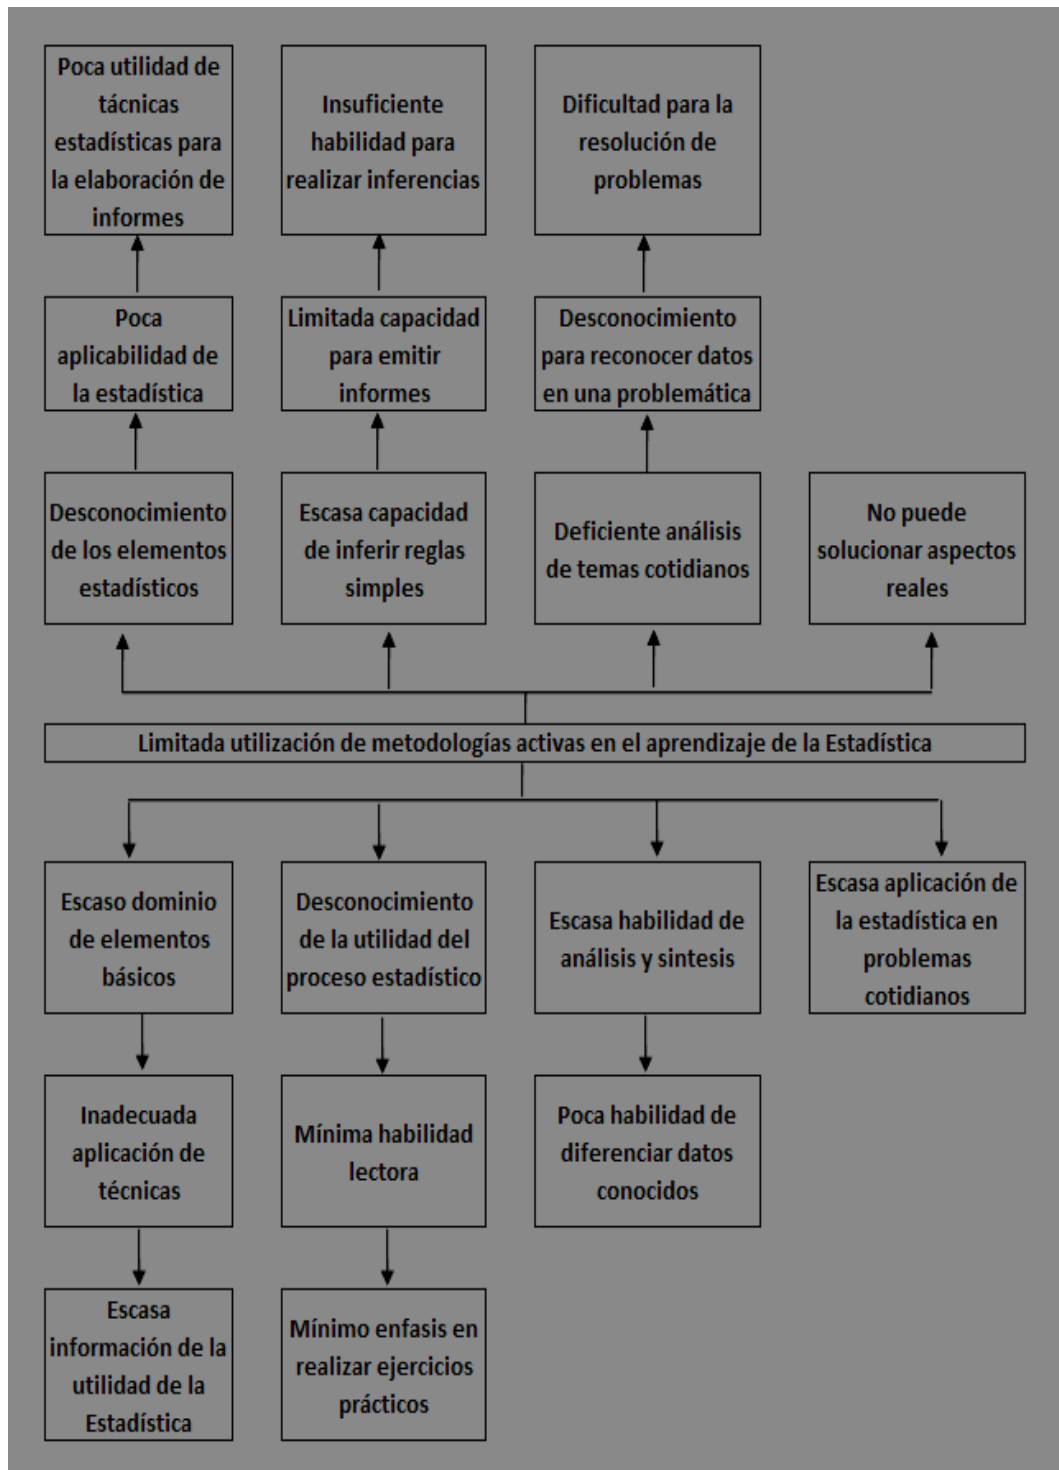 Poca utilidad de
tácnicas
estadísticas para
la elaboración de
informes
Insuficiente
habilidad para
realizar inferencias
Dificultad para la
resolución de
problemas
Poca
aplicabilidad de
la estadística
Limitada capacidad
para emitir
informes
Desconocimiento
para reconocer datos
en una problemática
Desconocimiento
de los elementos
estadísticos
Escasa capacidad
de inferir reglas
simples
Deficiente análisis
de temas cotidianos
No puede
solucionar aspectos
reales
Limitada utilización de metodologías activas en el aprendizaje de la Estadística
Escaso dominio
de elementos
básicos
Desconocimiento
de la utilidad del
proceso estadístico
Escasa habilidad de
análisis y sintesis
Escasa aplicación de
la estadística en
problemas
cotidianos
Inadecuada
aplicación de
técnicas
Mínima habilidad
lectora
Poca habilidad de
diferenciar datos
conocidos
Escasa
información de la
utilidad de la
Estadística
Mínimo enfasis en
realizar ejercicios
prácticos